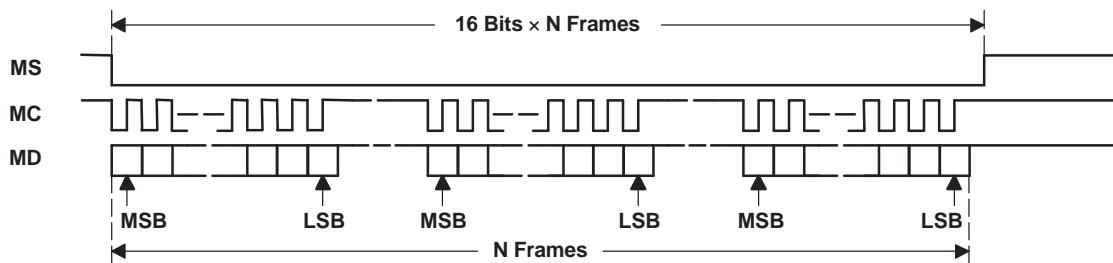 16 Bits × N Frames
MS
MC
MD
MSB LSB MSB LSB MSB LSB
N Frames